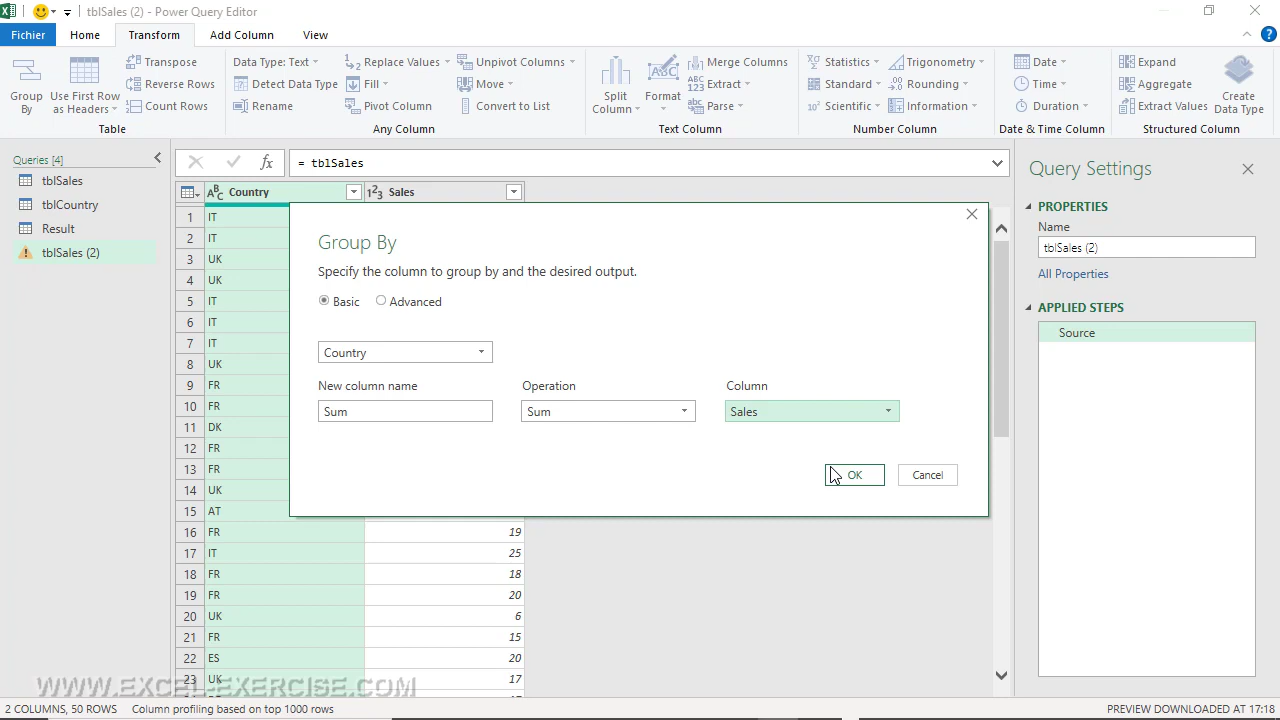 tblSales (2) - Power Query Editor
Fichier Home Transform Add Column View
Group By
Use First Row as Headers
Transpose
Reverse Rows
Count Rows
Table
Data Type: Text
Detect Data Type
Rename
Replace Values
Fill
Pivot Column
Unpivot Columns
Move
Convert to List
Any Column
Split Column
Format
Merge Columns
Extract
Parse
Text Column
Statistics
Standard
Scientific
Trigonometry
Rounding
Information
Number Column
Date
Time
Duration
Date & Time Column
Expand
Aggregate
Extract Values
Create Data Type
Structured Column
Queries [4]
tblSales
tblCountry
Result
tblSales (2)
= tblSales
Country Sales
1 IT
2 IT
3 UK
4 UK
5 IT
6 IT
7 IT
8 UK
9 FR
10 FR
11 DK
12 FR
13 FR
14 UK
15 AT
16 FR 19
17 IT 25
18 FR 18
19 FR 20
20 UK 6
21 FR 15
22 ES 20
23 UK 17
Group By
Specify the column to group by and the desired output.
Basic Advanced
Country
New column name Operation Column
Sum Sum Sales
OK Cancel
Query Settings
PROPERTIES
Name
tblSales (2)
All Properties
APPLIED STEPS
Source
WWW.EXCEL-EXERCISE.COM
2 COLUMNS, 50 ROWS Column profiling based on top 1000 rows PREVIEW DOWNLOADED AT 17:18